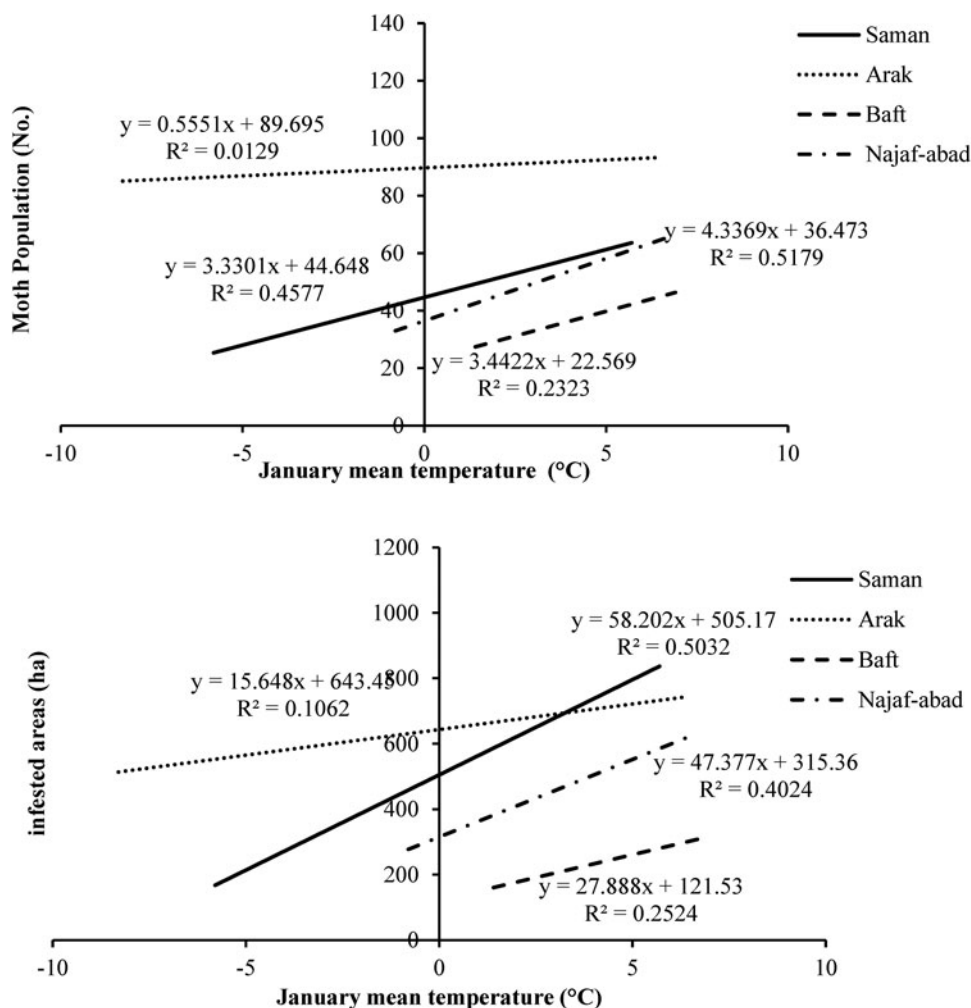 140
120
100
80
60
40
20
0
Moth Population (No.)
-10
-5
0
5
10
January mean temperature (°C)
Saman
Arak
Baft
Najaf-abad
y = 0.5551x + 89.695
R² = 0.0129
y = 3.3301x + 44.648
R² = 0.4577
y = 4.3369x + 36.473
R² = 0.5179
y = 3.4422x + 22.569
R² = 0.2323
1200
1000
800
600
400
200
0
infested areas (ha)
-10
-5
0
5
10
January mean temperature (°C)
Saman
Arak
Baft
Najaf-abad
y = 58.202x + 505.17
R² = 0.5032
y = 15.648x + 643.45
R² = 0.1062
y = 47.377x + 315.36
R² = 0.4024
y = 27.888x + 121.53
R² = 0.2524